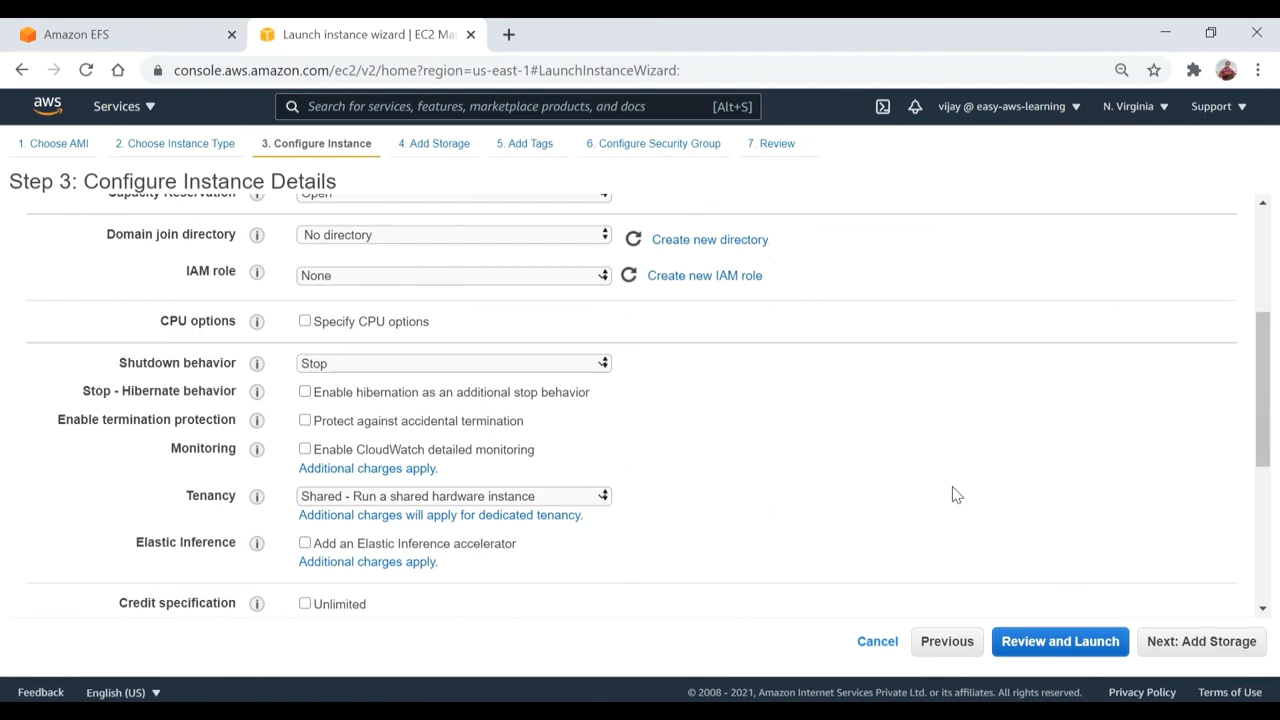 Amazon EFS
Launch instance wizard | EC2 Ma
console.aws.amazon.com/ec2/v2/home?region=us-east-1#LaunchInstanceWizard:
aws
Services
Search for services, features, marketplace products, and docs
[Alt+S]
vijay @ easy-aws-learning
N. Virginia
Support
1. Choose AMI
2. Choose Instance Type
3. Configure Instance
4. Add Storage
5. Add Tags
6. Configure Security Group
7. Review
Step 3: Configure Instance Details
Capacity Reservation
Open
Domain join directory
No directory
Create new directory
IAM role
None
Create new IAM role
CPU options
Specify CPU options
Shutdown behavior
Stop
Stop - Hibernate behavior
Enable hibernation as an additional stop behavior
Enable termination protection
Protect against accidental termination
Monitoring
Enable CloudWatch detailed monitoring
Additional charges apply.
Tenancy
Shared - Run a shared hardware instance
Additional charges will apply for dedicated tenancy.
Elastic Inference
Add an Elastic Inference accelerator
Additional charges apply.
Credit specification
Unlimited
Cancel
Previous
Review and Launch
Next: Add Storage
Feedback
English (US)
© 2008 - 2021, Amazon Internet Services Private Ltd. or its affiliates. All rights reserved.
Privacy Policy
Terms of Use